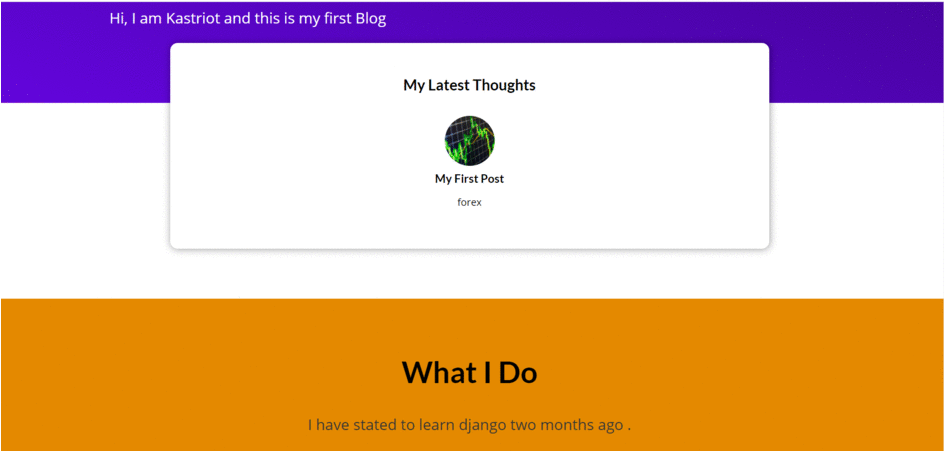 Hi, I am Kastriot and this is my first Blog
My Latest Thoughts
My First Post
forex
What I Do
I have stated to learn django two months ago .